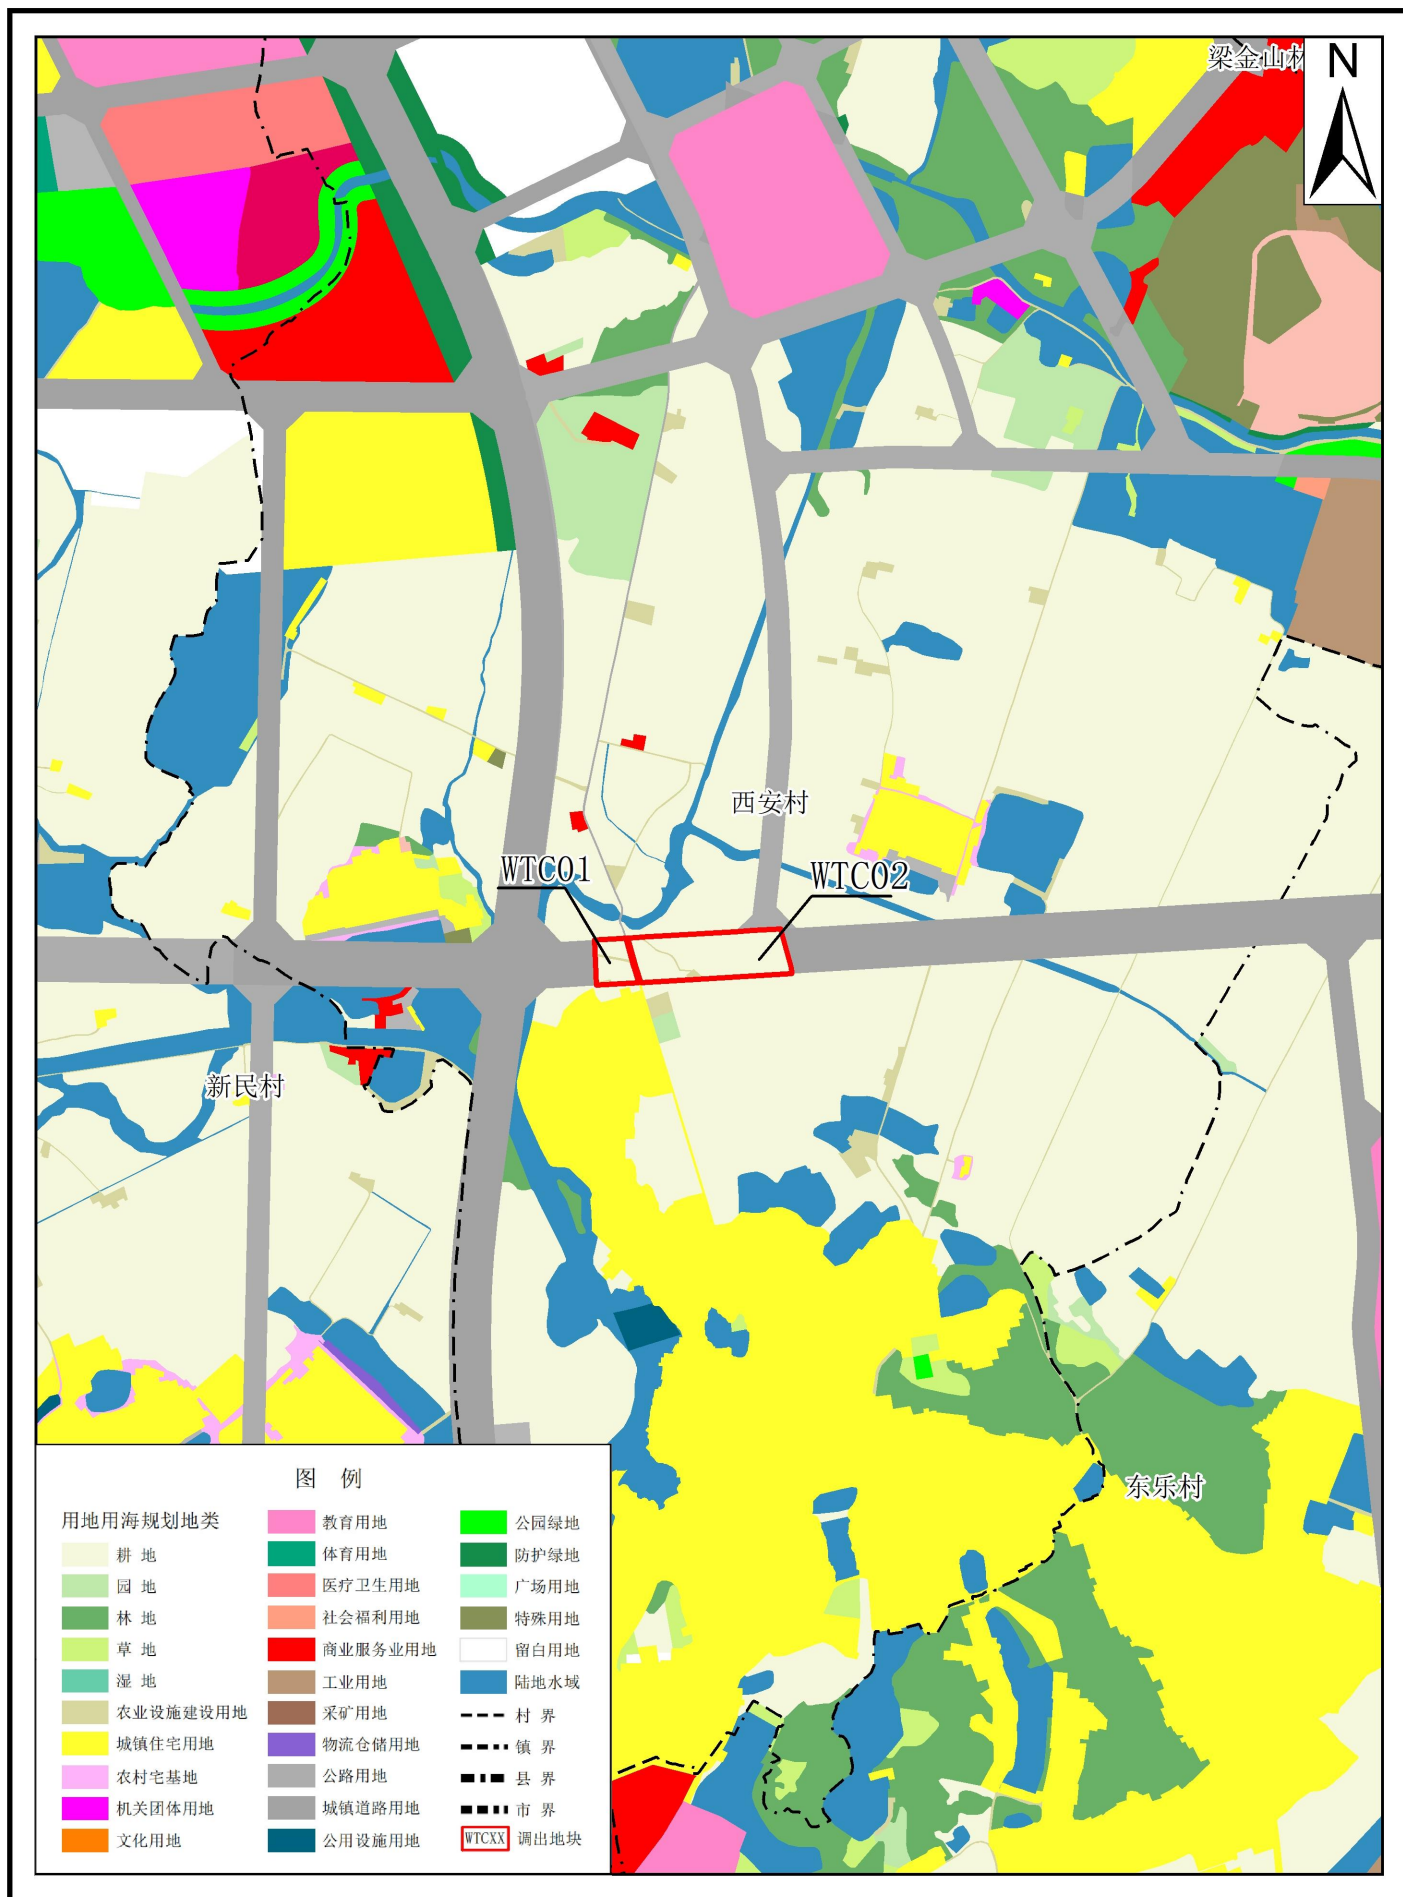 梁金山村
N
西安村
WTC01
WTC02
新民村
东乐村
图 例
用地用海规划地类
耕 地
园 地
林 地
草 地
湿 地
农业设施建设用地
城镇住宅用地
农村宅基地
机关团体用地
文化用地
教育用地
体育用地
医疗卫生用地
社会福利用地
商业服务业用地
工业用地
采矿用地
物流仓储用地
公路用地
城镇道路用地
公用设施用地
公园绿地
防护绿地
广场用地
特殊用地
留白用地
陆地水域
村 界
镇 界
县 界
市 界
WTCXX 调出地块